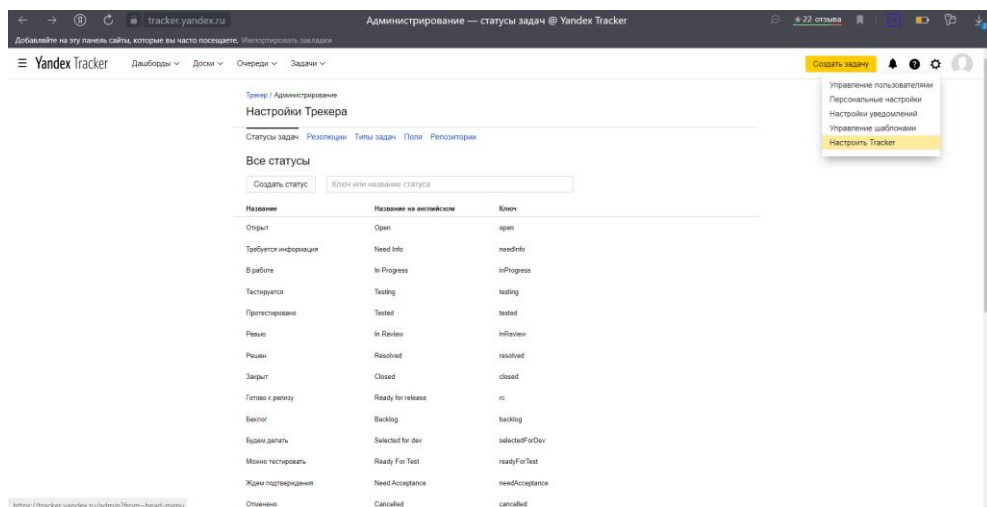 tracker.yandex.ru
Администрирование — статусы задач @ Yandex Tracker
★ 22 отзыва
Добавляйте на эту панель сайты, которые вы часто посещаете. Импортировать закладки
Yandex Tracker
Дашборды
Доски
Очереди
Задачи
Создать задачу
Управление пользователями
Персональные настройки
Настройки уведомлений
Управление шаблонами
Настроить Tracker
Трекер / Администрирование
Настройки Трекера
Статусы задач Резолюции Типы задач Поля Репозитории
Все статусы
Создать статус
Ключ или название статуса
Название Название на английском Ключ
Открыт Open open
Требуется информация Need Info needInfo
В работе In Progress inProgress
Тестируется Testing testing
Протестировано Tested tested
Ревью In Review inReview
Решен Resolved resolved
Закрыт Closed closed
Готово к релизу Ready for release rc
Беклог Backlog backlog
Будем делать Selected for dev selectedForDev
Можно тестировать Ready For Test readyForTest
Ждем подтверждения Need Acceptance needAcceptance
Отменено Cancelled cancelled
https://tracker.yandex.ru/admin?from=head-menu